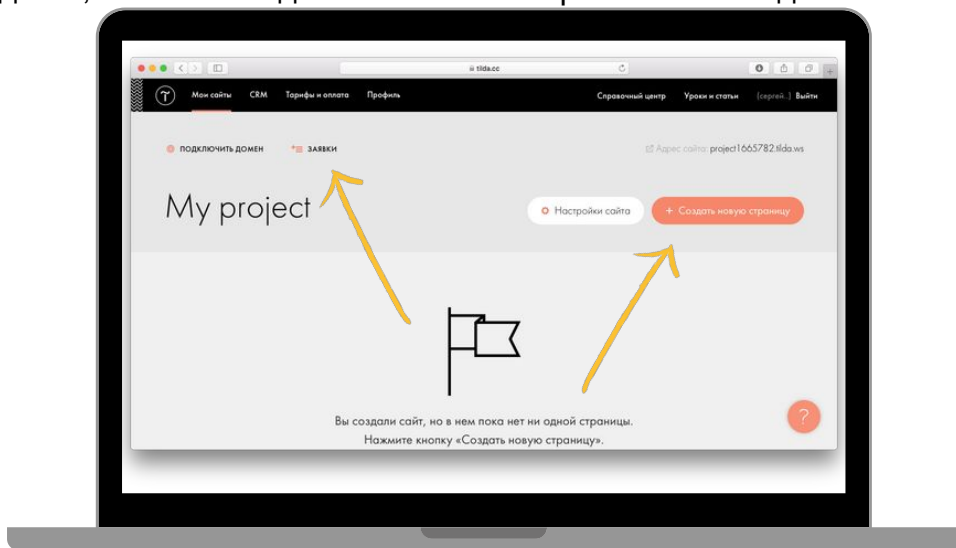 tilda.cc
Мои сайты CRM Тарифы и оплата Профиль Справочный центр Уроки и статьи (сергей..) Выйти
ПОДКЛЮЧИТЬ ДОМЕН ЗАЯВКИ Адрес сайта: project1665782.tilda.ws
My project Настройки сайта + Создать новую страницу
Вы создали сайт, но в нем пока нет ни одной страницы.
Нажмите кнопку «Создать новую страницу».
?